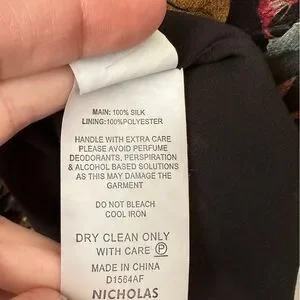 MAIN: 100% SILK
LINING:100%POLYESTER
HANDLE WITH EXTRA CARE
PLEASE AVOID PERFUME
DEODORANTS, PERSPIRATION
& ALCOHOL BASED SOLUTIONS
AS THIS MAY DAMAGE THE
GARMENT
DO NOT BLEACH
COOL IRON
DRY CLEAN ONLY
WITH CARE Ⓟ
MADE IN CHINA
D1564AF
NICHOLAS